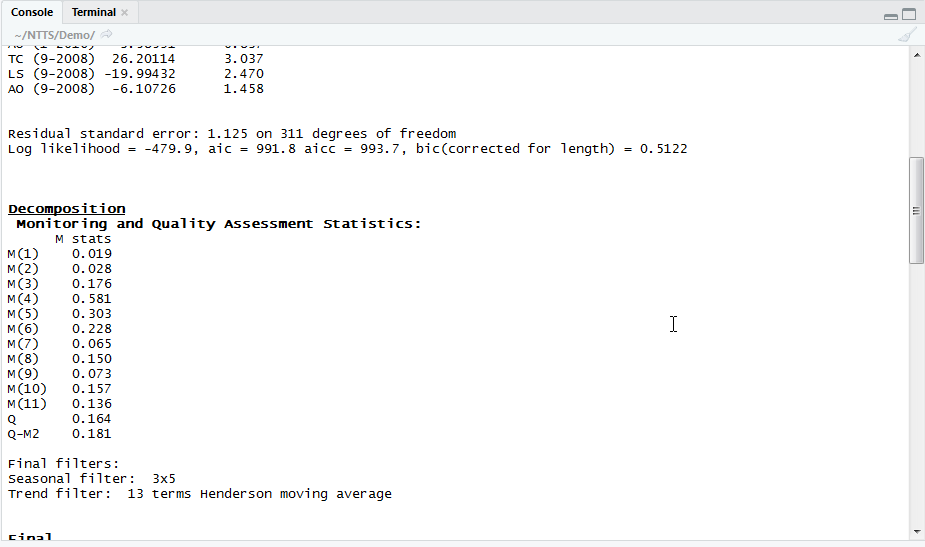 Console Terminal ×
~/NTTS/Demo/
TC (9-2008) 26.20114 3.037
LS (9-2008) -19.99432 2.470
AO (9-2008) -6.10726 1.458
Residual standard error: 1.125 on 311 degrees of freedom
Log likelihood = -479.9, aic = 991.8 aicc = 993.7, bic(corrected for length) = 0.5122
Decomposition
Monitoring and Quality Assessment Statistics:
M stats
M(1) 0.019
M(2) 0.028
M(3) 0.176
M(4) 0.581
M(5) 0.303
M(6) 0.228
M(7) 0.065
M(8) 0.150
M(9) 0.073
M(10) 0.157
M(11) 0.136
Q 0.164
Q-M2 0.181
Final filters:
Seasonal filter: 3x5
Trend filter: 13 terms Henderson moving average
Final